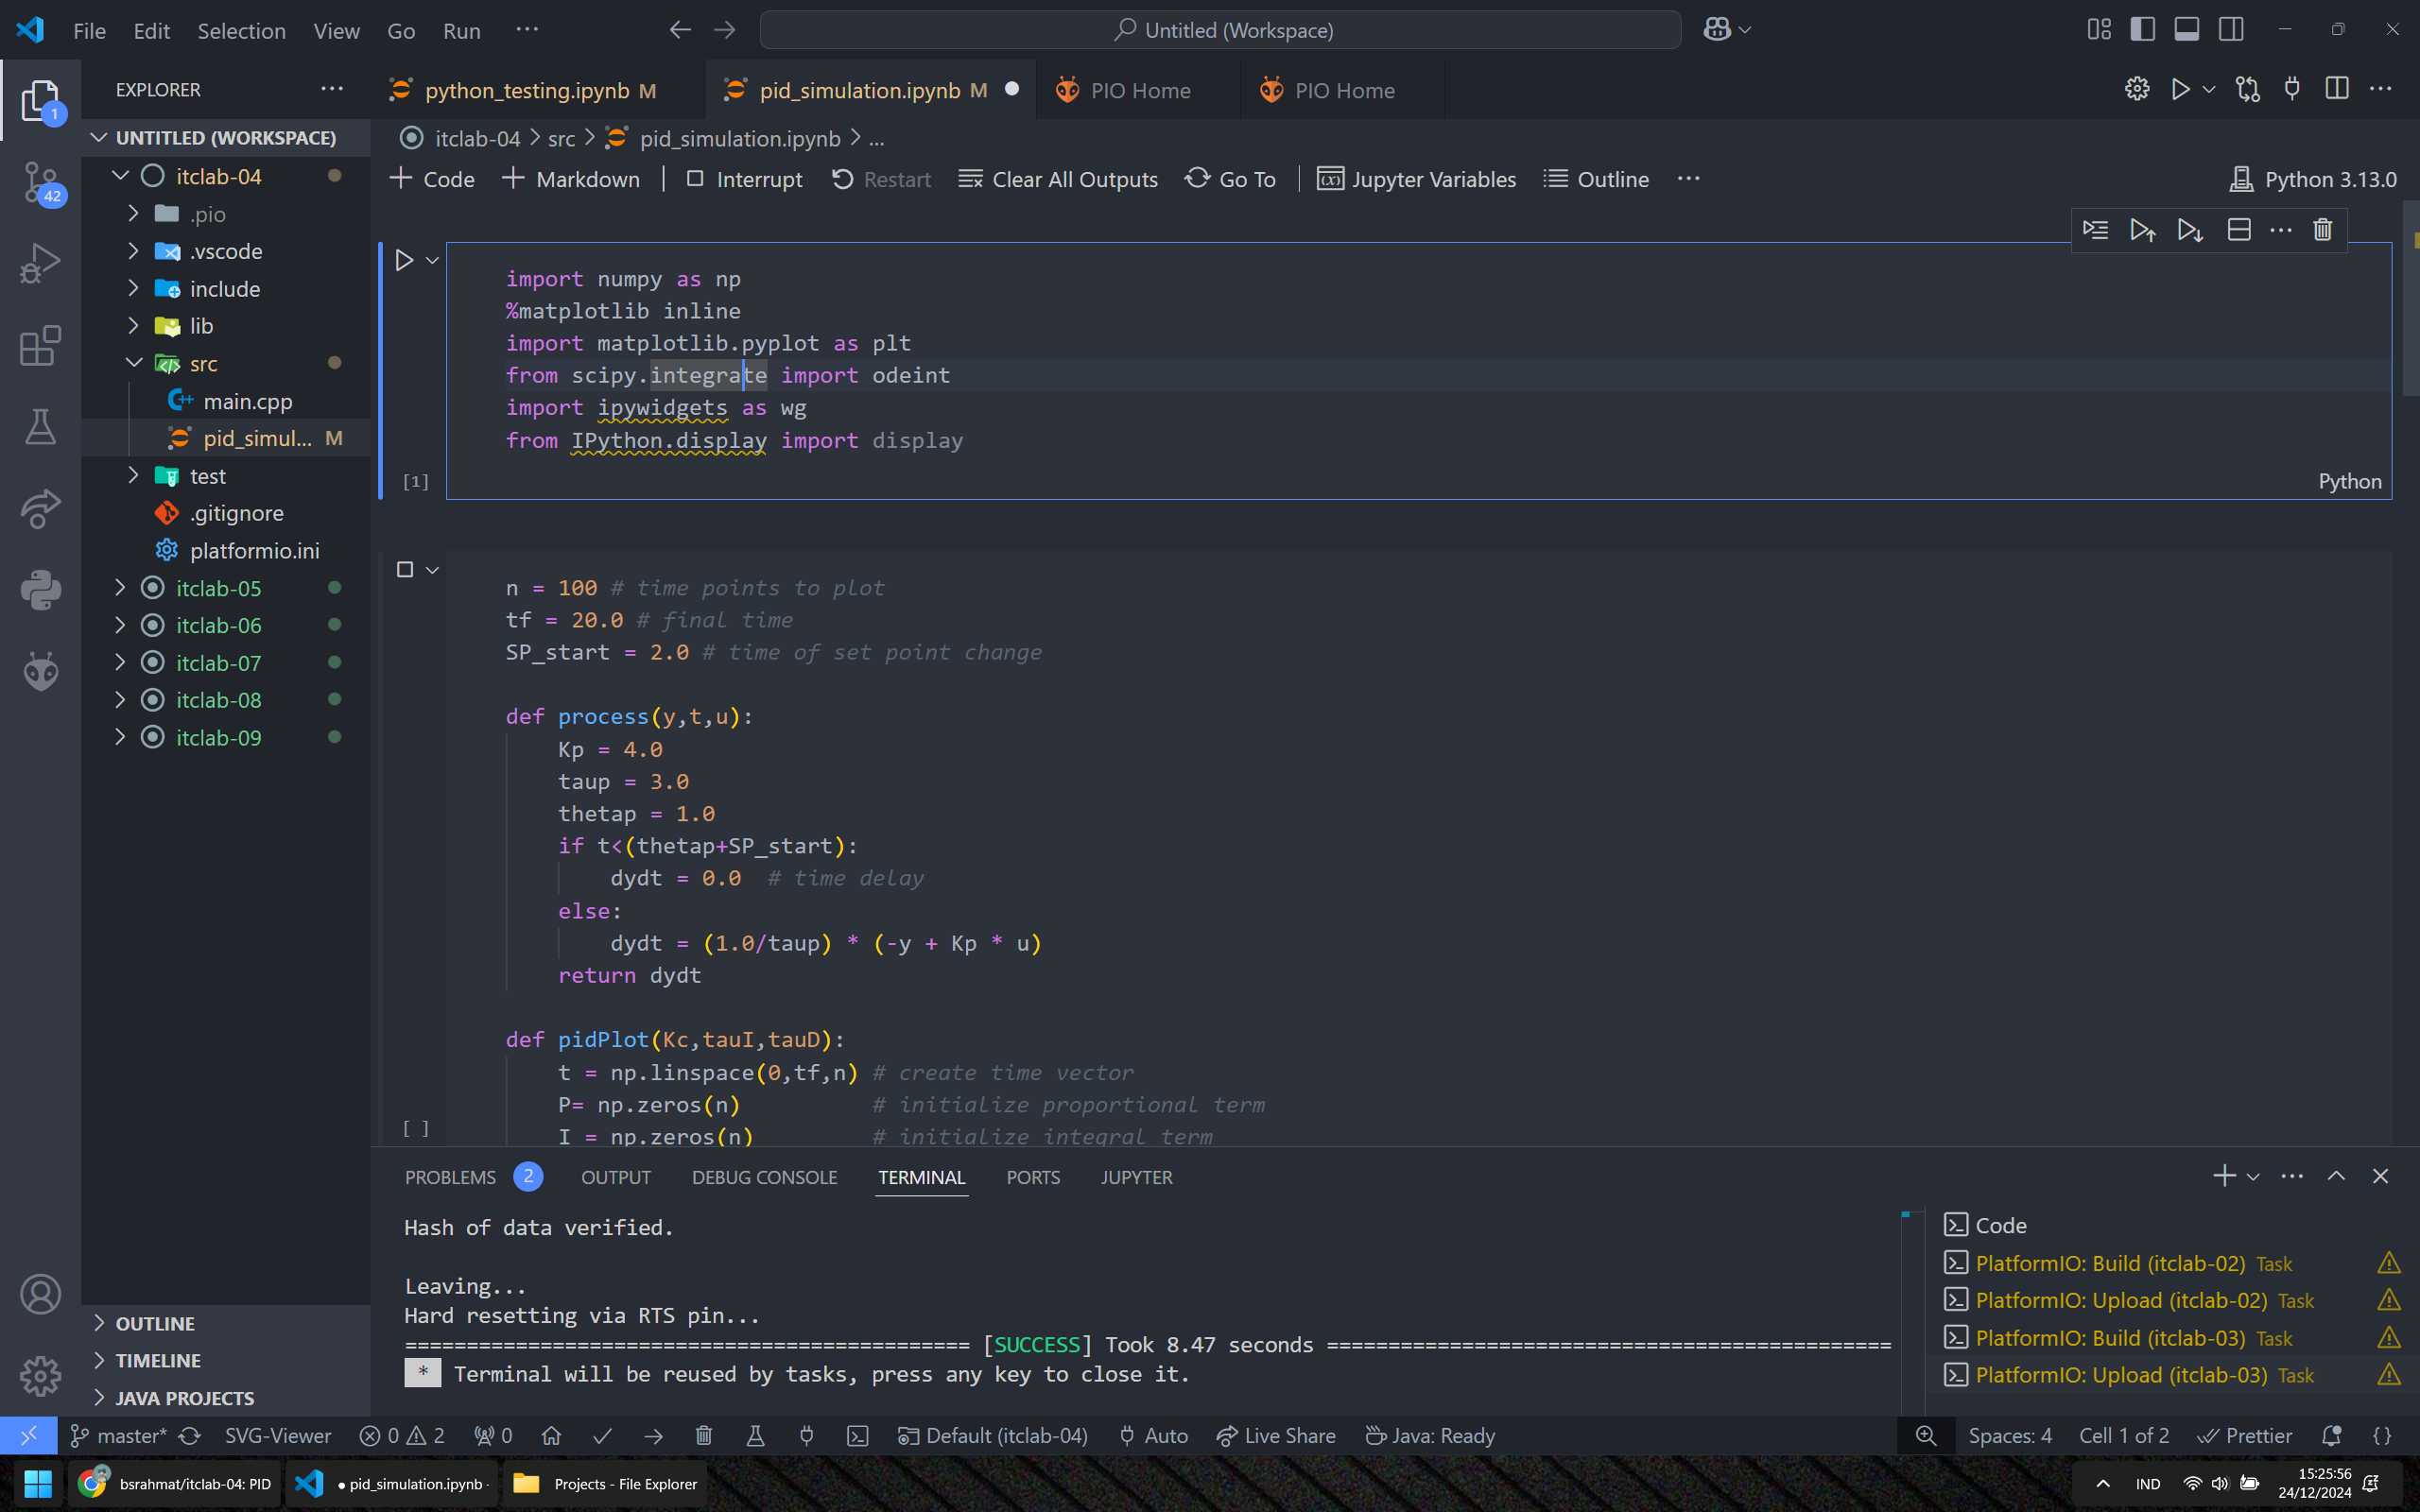 File Edit Selection View Go Run ···
Untitled (Workspace)
EXPLORER ···
python_testing.ipynb M
pid_simulation.ipynb M
PIO Home
PIO Home
UNTITLED (WORKSPACE)
itclab-04
.pio
.vscode
include
lib
src
main.cpp
pid_simul... M
test
.gitignore
platformio.ini
itclab-05
itclab-06
itclab-07
itclab-08
itclab-09
OUTLINE
TIMELINE
JAVA PROJECTS
1
42
itclab-04 > src > pid_simulation.ipynb > ...
+ Code + Markdown | Interrupt Restart Clear All Outputs Go To | Jupyter Variables Outline ···
Python 3.13.0
import numpy as np
%matplotlib inline
import matplotlib.pyplot as plt
from scipy.integrate import odeint
import ipywidgets as wg
from IPython.display import display
[1]
Python
n = 100 # time points to plot
tf = 20.0 # final time
SP_start = 2.0 # time of set point change
def process(y,t,u):
Kp = 4.0
taup = 3.0
thetap = 1.0
if t<(thetap+SP_start):
dydt = 0.0  # time delay
else:
dydt = (1.0/taup) * (-y + Kp * u)
return dydt
def pidPlot(Kc,tauI,tauD):
t = np.linspace(0,tf,n) # create time vector
P= np.zeros(n)          # initialize proportional term
I = np.zeros(n)         # initialize integral term
[ ]
PROBLEMS 2 OUTPUT DEBUG CONSOLE TERMINAL PORTS JUPYTER
Hash of data verified.
Leaving...
Hard resetting via RTS pin...
=========================================== [SUCCESS] Took 8.47 seconds ===========================================
* Terminal will be reused by tasks, press any key to close it.
Code
PlatformIO: Build (itclab-02) Task
PlatformIO: Upload (itclab-02) Task
PlatformIO: Build (itclab-03) Task
PlatformIO: Upload (itclab-03) Task
master* SVG-Viewer 0 2 0 Default (itclab-04) Auto Live Share Java: Ready
Spaces: 4 Cell 1 of 2 Prettier {}
bsrahmat/itclab-04: PID
● pid_simulation.ipynb -
Projects - File Explorer
IND
15:25:56
24/12/2024